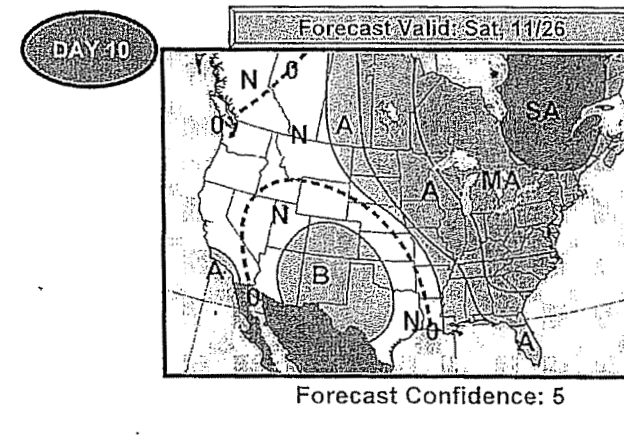 Forecast Valid: Sat, 11/26
DAY 10
N 0
SA
0
N A
A MA
N
A B
0
N 0
A
Forecast Confidence: 5